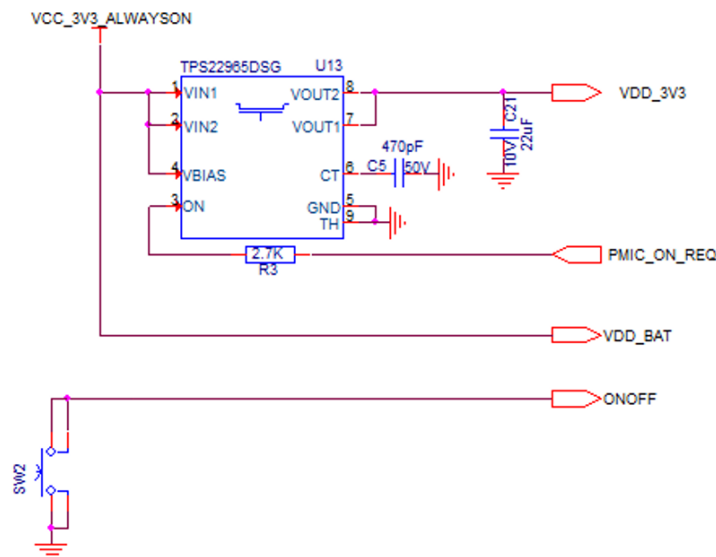 VCC_3V3_ALWAYSON
TPS22965DSG U13
1 VIN1 VOUT2 8 VDD_3V3
C21
22uF
10V
2 VIN2 VOUT1 7
470pF
4 VBIAS CT 6 C5 50V
3 ON GND 5
TH 9
2.7K PMIC_ON_REQ
R3
VDD_BAT
ONOFF
SW2